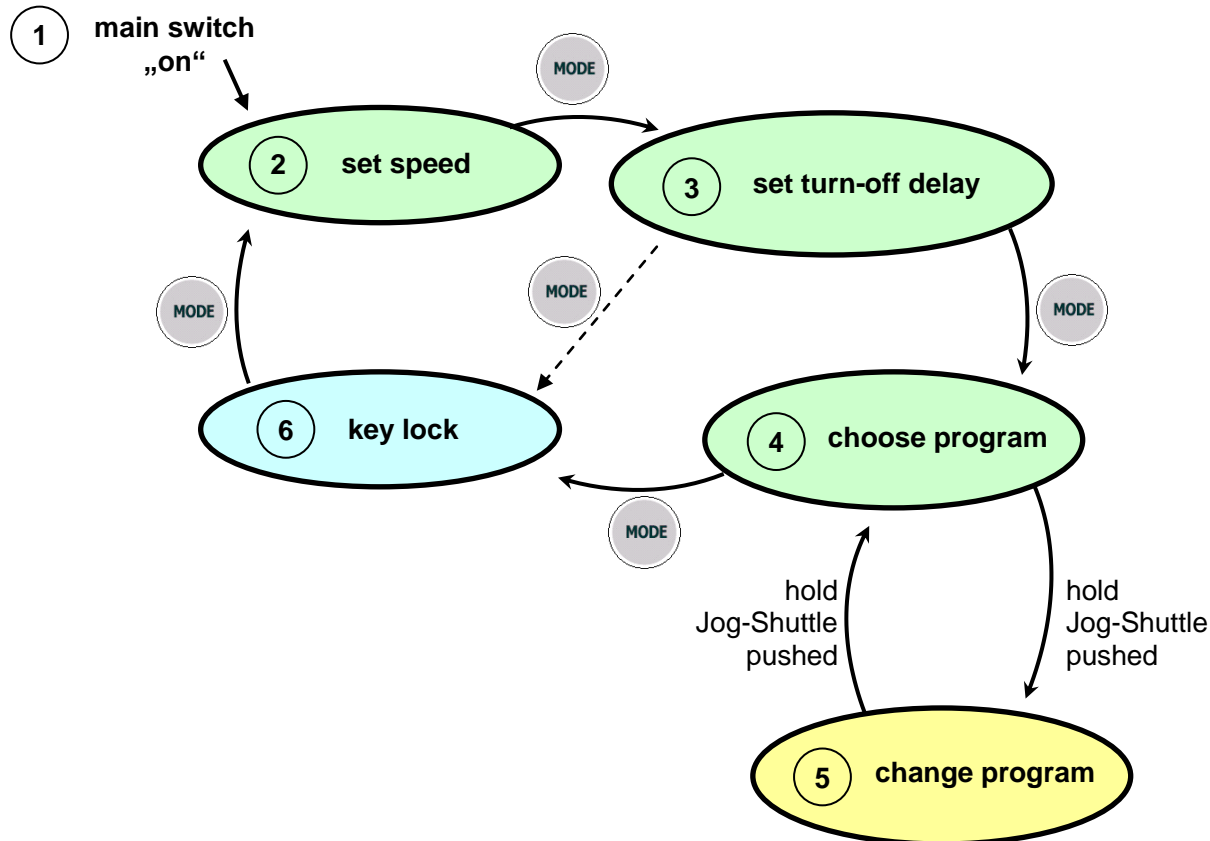 1
main switch
„on“
MODE
2
set speed
3
set turn-off delay
MODE
MODE
MODE
6
key lock
4
choose program
MODE
hold
Jog-Shuttle
pushed
hold
Jog-Shuttle
pushed
5
change program